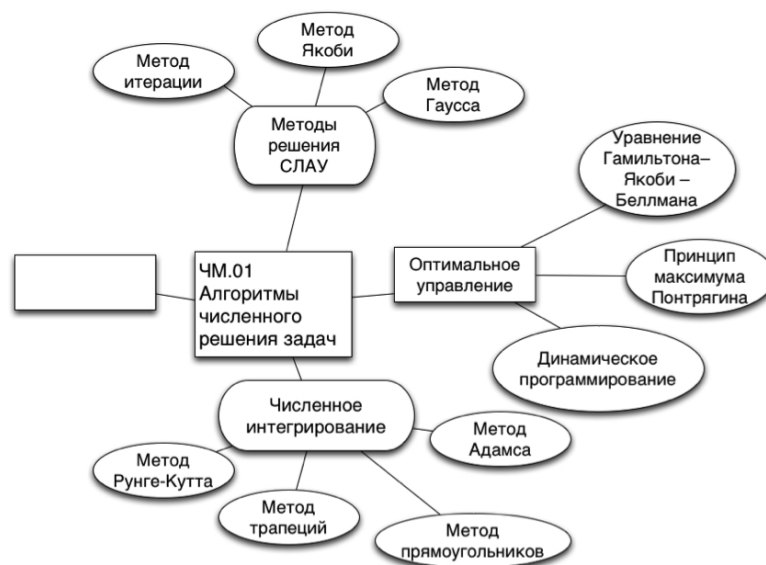 Метод
Якоби
Метод
итерации
Метод
Гаусса
Методы
решения
СЛАУ
Уравнение
Гамильтона–
Якоби –
Беллмана
ЧМ.01
Алгоритмы
численного
решения задач
Оптимальное
управление
Принцип
максимума
Понтрягина
Динамическое
программирование
Численное
интегрирование
Метод
Адамса
Метод
Рунге-Кутта
Метод
трапеций
Метод
прямоугольников